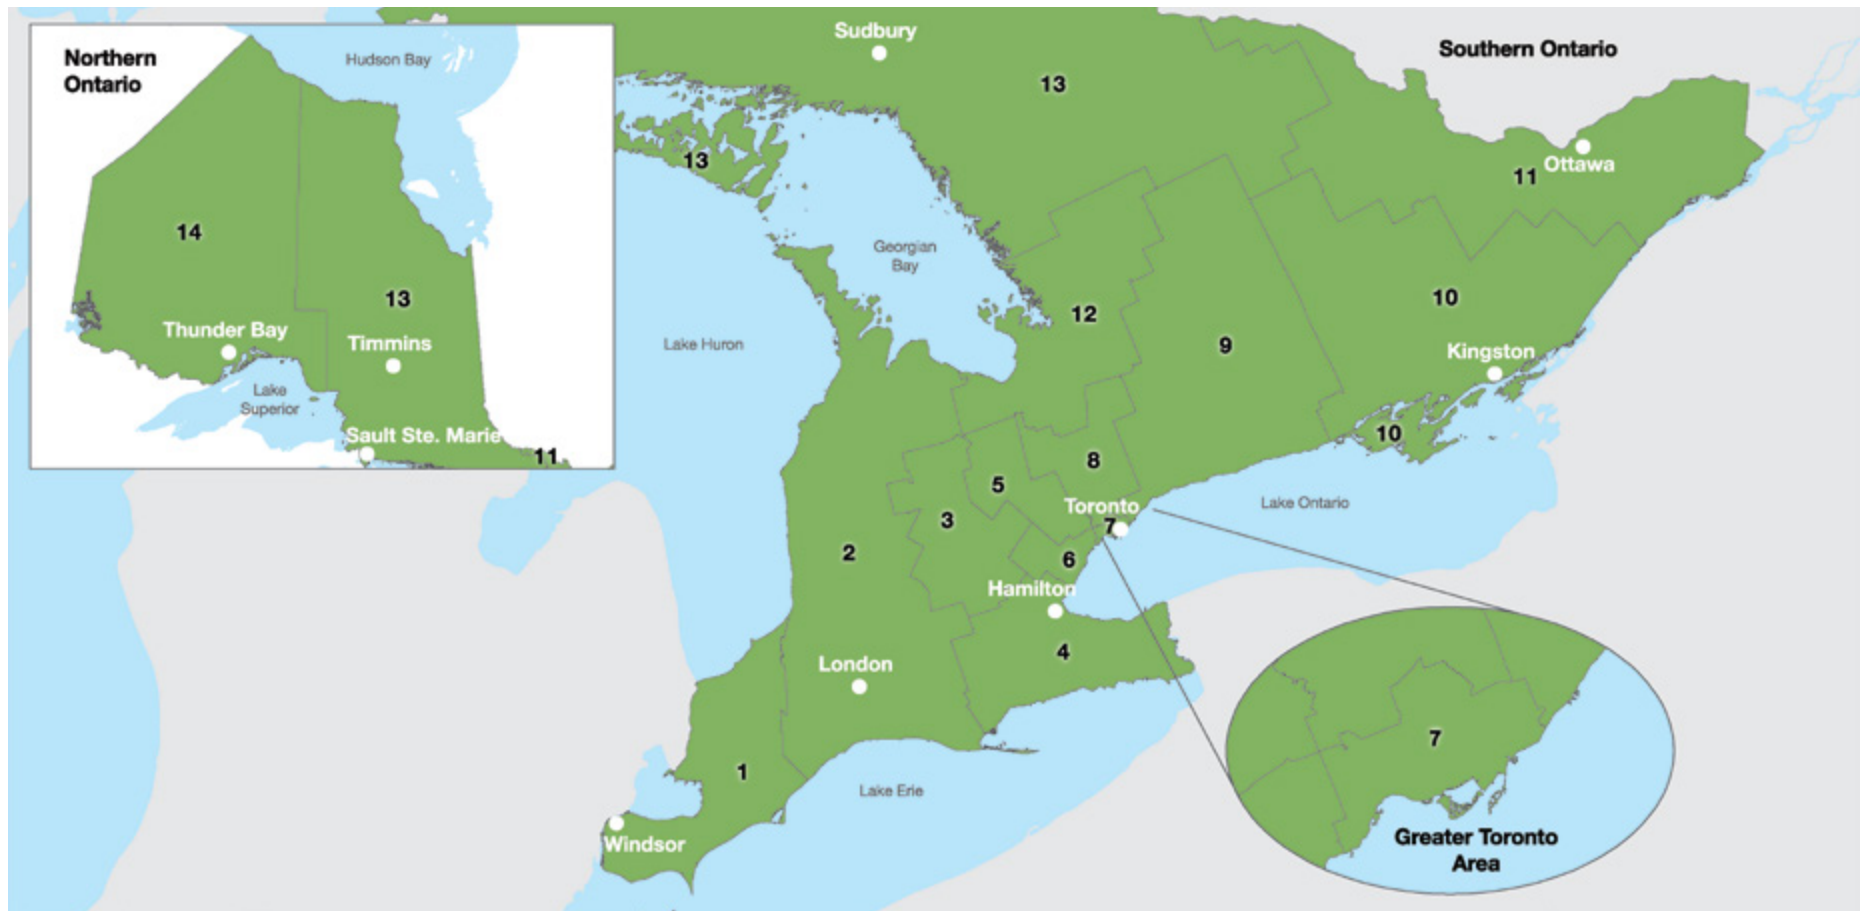 Northern
Ontario
Hudson Bay
14
13
Thunder Bay
Timmins
Lake
Superior
Sault Ste. Marie
11
Sudbury
Southern Ontario
13
13
Ottawa
11
Georgian
Bay
12
10
Lake Huron
9
Kingston
10
8
5
Toronto
Lake Ontario
3
7
2
6
Hamilton
4
London
7
1
Lake Erie
Greater Toronto
Area
Windsor